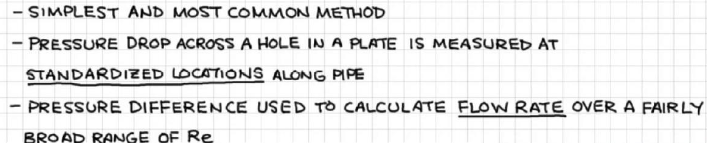 - SIMPLEST AND MOST COMMON METHOD
- PRESSURE DROP ACROSS A HOLE IN A PLATE IS MEASURED AT
STANDARDIZED LOCATIONS ALONG PIPE
- PRESSURE DIFFERENCE USED TO CALCULATE FLOW RATE OVER A FAIRLY
BROAD RANGE OF Re